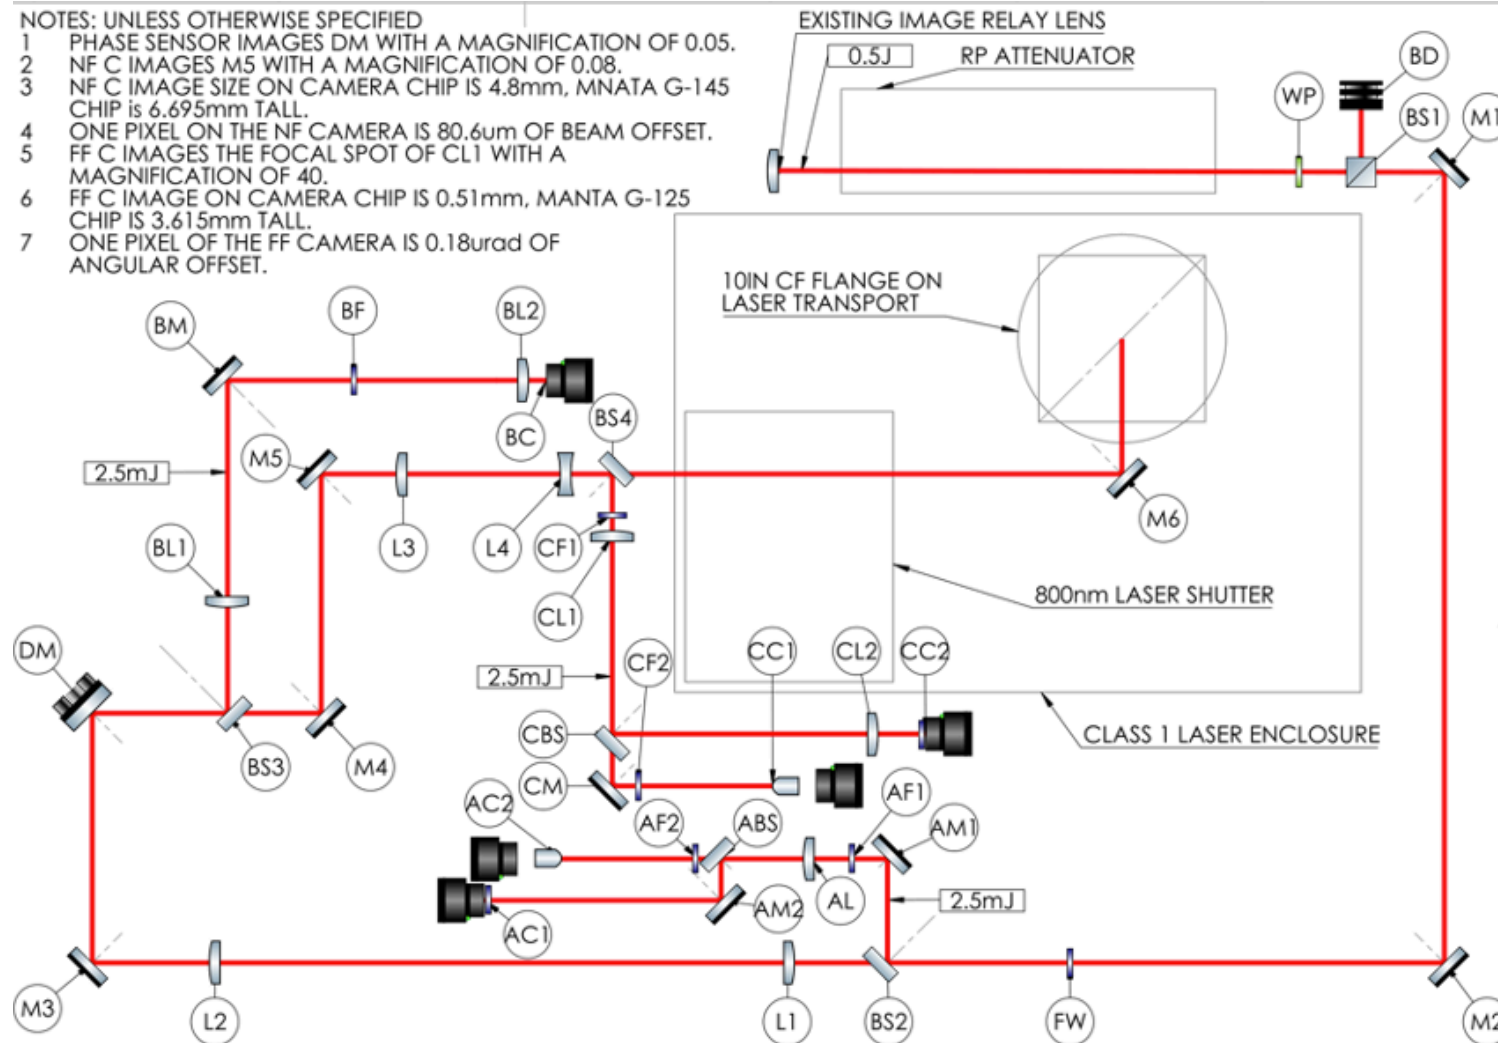 NOTES: UNLESS OTHERWISE SPECIFIED
1 PHASE SENSOR IMAGES DM WITH A MAGNIFICATION OF 0.05.
2 NF C IMAGES M5 WITH A MAGNIFICATION OF 0.08.
3 NF C IMAGE SIZE ON CAMERA CHIP IS 4.8mm, MNATA G-145
CHIP is 6.695mm TALL.
4 ONE PIXEL ON THE NF CAMERA IS 80.6um OF BEAM OFFSET.
5 FF C IMAGES THE FOCAL SPOT OF CL1 WITH A
MAGNIFICATION OF 40.
6 FF C IMAGE ON CAMERA CHIP IS 0.51mm, MANTA G-125
CHIP IS 3.615mm TALL.
7 ONE PIXEL OF THE FF CAMERA IS 0.18urad OF
ANGULAR OFFSET.
EXISTING IMAGE RELAY LENS
0.5J
RP ATTENUATOR
BD
WP
BS1
M1
10IN CF FLANGE ON
LASER TRANSPORT
BM
BF
BL2
BC
BS4
M5
2.5mJ
M6
BL1
L3
L4
CF1
CL1
800nm LASER SHUTTER
DM
CF2
CC1
CL2
CC2
2.5mJ
CBS
CLASS 1 LASER ENCLOSURE
BS3
M4
CM
AC2
AF2
ABS
AF1
AM1
AL
2.5mJ
AM2
AC1
M3
L2
L1
BS2
FW
M2